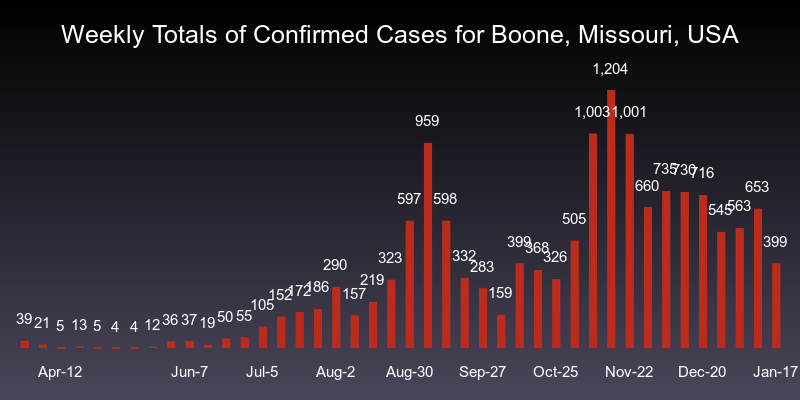 Weekly Totals of Confirmed Cases for Boone, Missouri, USA
39 21 5 13 5 4 4 12 36 37 19 50 55 105 152 172 186 290 157 219 323 597 959 598 332 283 159 399 368 326 505 1,003 1,204 1,001 660 735 730 716 545 563 653 399
Apr-12 Jun-7 Jul-5 Aug-2 Aug-30 Sep-27 Oct-25 Nov-22 Dec-20 Jan-17